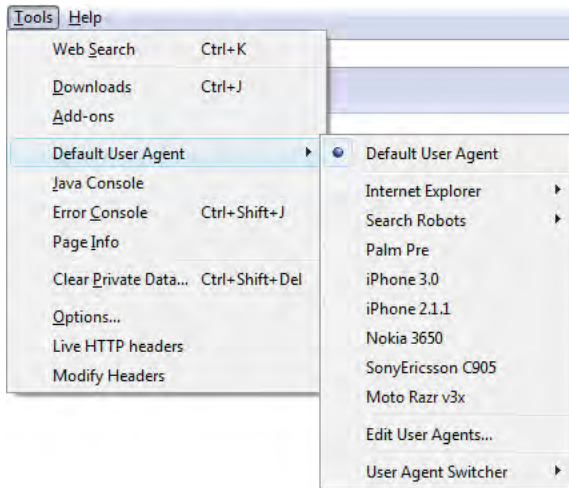 Tools Help
Web Search Ctrl+K
Downloads Ctrl+J
Add-ons
Default User Agent
Java Console
Error Console Ctrl+Shift+J
Page Info
Clear Private Data... Ctrl+Shift+Del
Options...
Live HTTP headers
Modify Headers
Default User Agent
Internet Explorer
Search Robots
Palm Pre
iPhone 3.0
iPhone 2.1.1
Nokia 3650
SonyEricsson C905
Moto Razr v3x
Edit User Agents...
User Agent Switcher